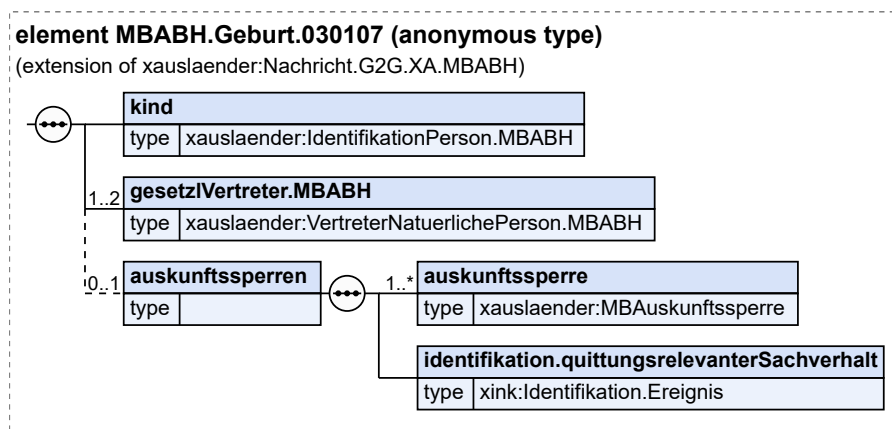 element MBABH.Geburt.030107 (anonymous type)
(extension of xauslaender:Nachricht.G2G.XA.MBABH)
kind
type xauslaender:IdentifikationPerson.MBABH
1..2 gesetzlVertreter.MBABH
type xauslaender:VertreterNatuerlichePerson.MBABH
0..1 auskunftssperren 1..* auskunftssperre
type type xauslaender:MBAuskunftssperre
identifikation.quittungsrelevanterSachverhalt
type xink:Identifikation.Ereignis